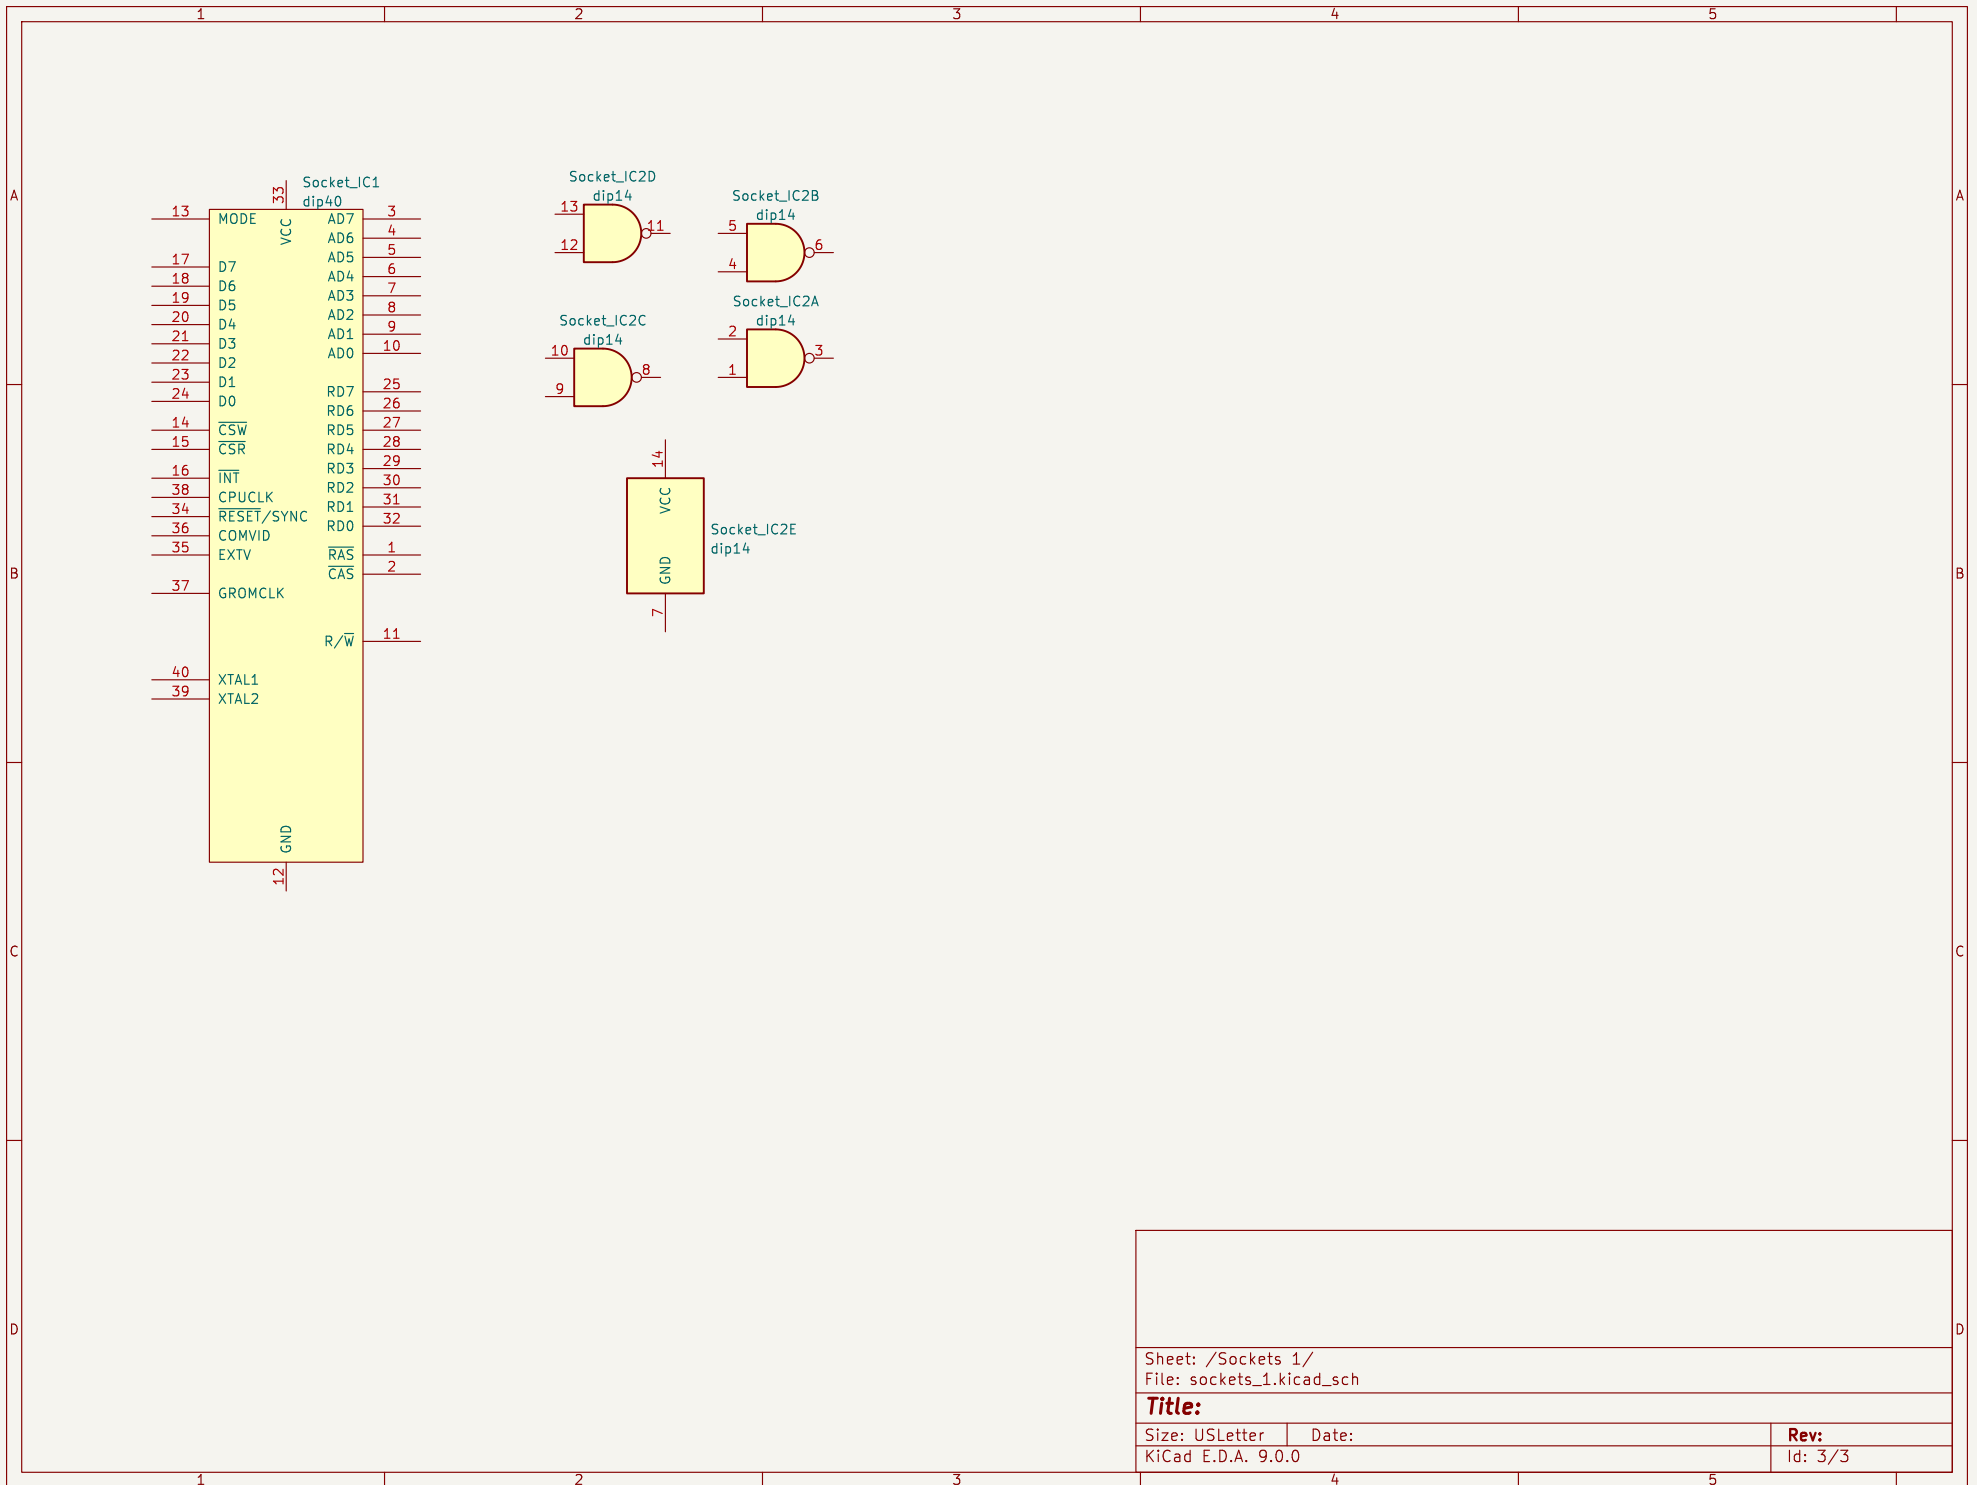 1 2 3 4 5
A A
B B
C C
D D
Socket_IC1
dip40
33
VCC
13 MODE
17 D7
18 D6
19 D5
20 D4
21 D3
22 D2
23 D1
24 D0
14 CSW
15 CSR
16 INT
38 CPUCLK
34 RESET/SYNC
36 COMVID
35 EXTV
37 GROMCLK
40 XTAL1
39 XTAL2
AD7 3
AD6 4
AD5 5
AD4 6
AD3 7
AD2 8
AD1 9
AD0 10
RD7 25
RD6 26
RD5 27
RD4 28
RD3 29
RD2 30
RD1 31
RD0 32
RAS 1
CAS 2
R/W 11
GND
12
Socket_IC2D
dip14
13
12
11
Socket_IC2B
dip14
5
4
6
Socket_IC2C
dip14
10
9
8
Socket_IC2A
dip14
2
1
3
14
VCC
Socket_IC2E
dip14
GND
7
Sheet: /Sockets 1/
File: sockets_1.kicad_sch
Title:
Size: USLetter Date: Rev:
KiCad E.D.A. 9.0.0 Id: 3/3
1 2 3 4 5